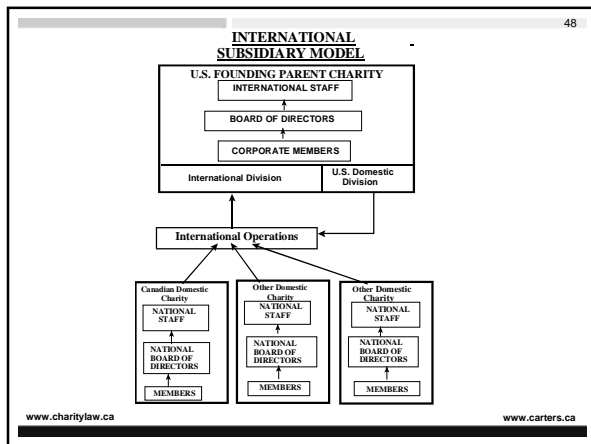 48
INTERNATIONAL -
SUBSIDIARY MODEL
U.S. FOUNDING PARENT CHARITY
INTERNATIONAL STAFF
BOARD OF DIRECTORS
CORPORATE MEMBERS
International Division
U.S. Domestic
Division
International Operations
Canadian Domestic
Charity
NATIONAL
STAFF
NATIONAL
BOARD OF
DIRECTORS
MEMBERS
Other Domestic
Charity
NATIONAL
STAFF
NATIONAL
BOARD OF
DIRECTORS
MEMBERS
Other Domestic
Charity
NATIONAL
STAFF
NATIONAL
BOARD OF
DIRECTORS
MEMBERS
www.charitylaw.ca
www.carters.ca